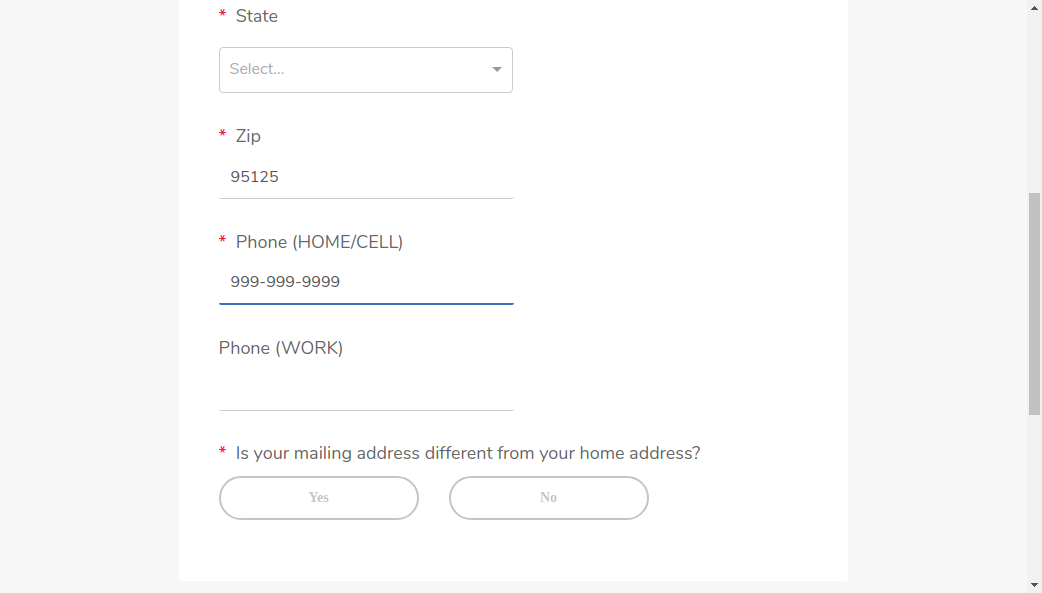 * State
Select...
* Zip
95125
* Phone (HOME/CELL)
999-999-9999
Phone (WORK)
* Is your mailing address different from your home address?
Yes
No